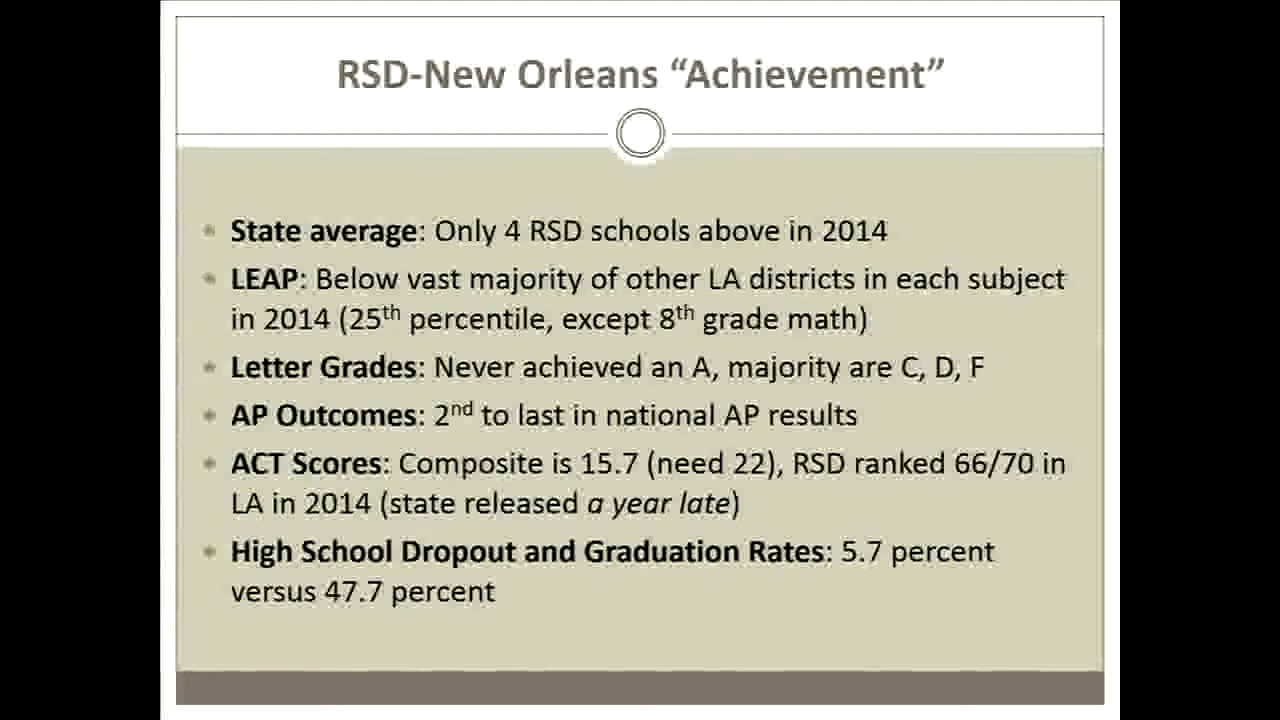 RSD-New Orleans “Achievement”
State average: Only 4 RSD schools above in 2014
LEAP: Below vast majority of other LA districts in each subject
in 2014 (25th percentile, except 8th grade math)
Letter Grades: Never achieved an A, majority are C, D, F
AP Outcomes: 2nd to last in national AP results
ACT Scores: Composite is 15.7 (need 22), RSD ranked 66/70 in
LA in 2014 (state released a year late)
High School Dropout and Graduation Rates: 5.7 percent
versus 47.7 percent